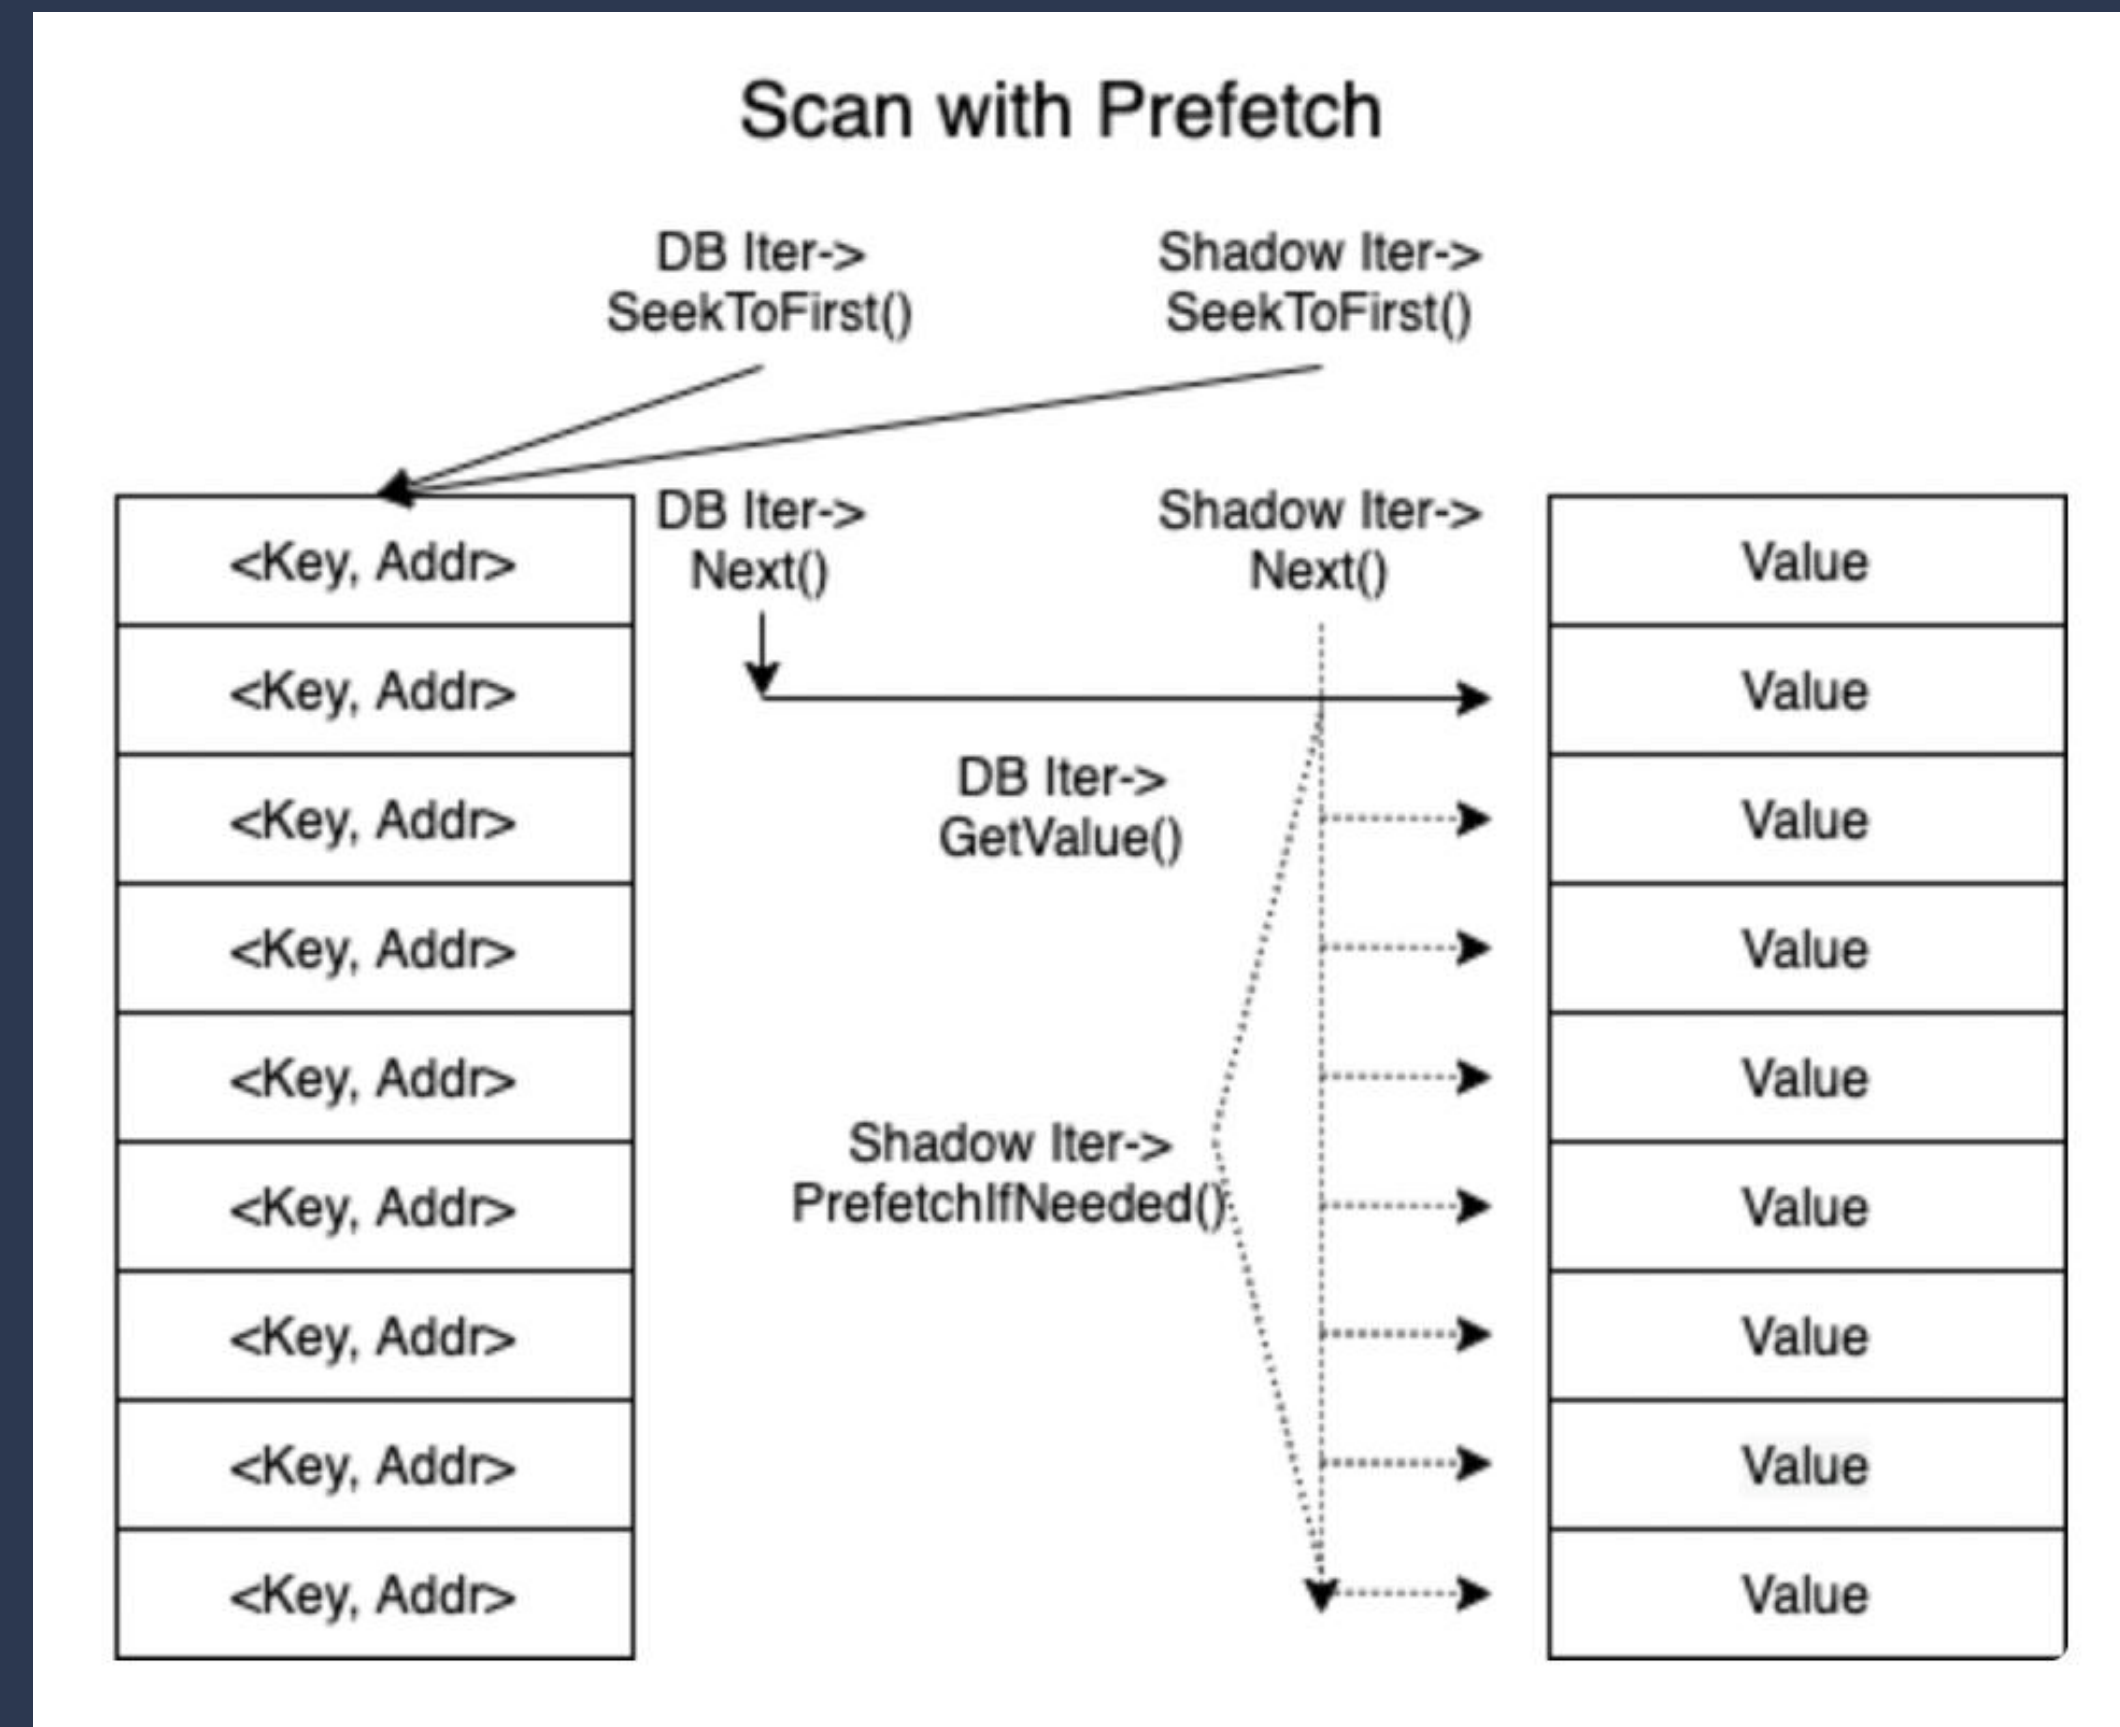 Scan with Prefetch
DB Iter->
SeekToFirst()
Shadow Iter->
SeekToFirst()
DB Iter->
Next()
Shadow Iter->
Next()
<Key, Addr>
<Key, Addr>
<Key, Addr>
<Key, Addr>
<Key, Addr>
<Key, Addr>
<Key, Addr>
<Key, Addr>
<Key, Addr>
DB Iter->
GetValue()
Shadow Iter->
PrefetchIfNeeded()
Value
Value
Value
Value
Value
Value
Value
Value
Value